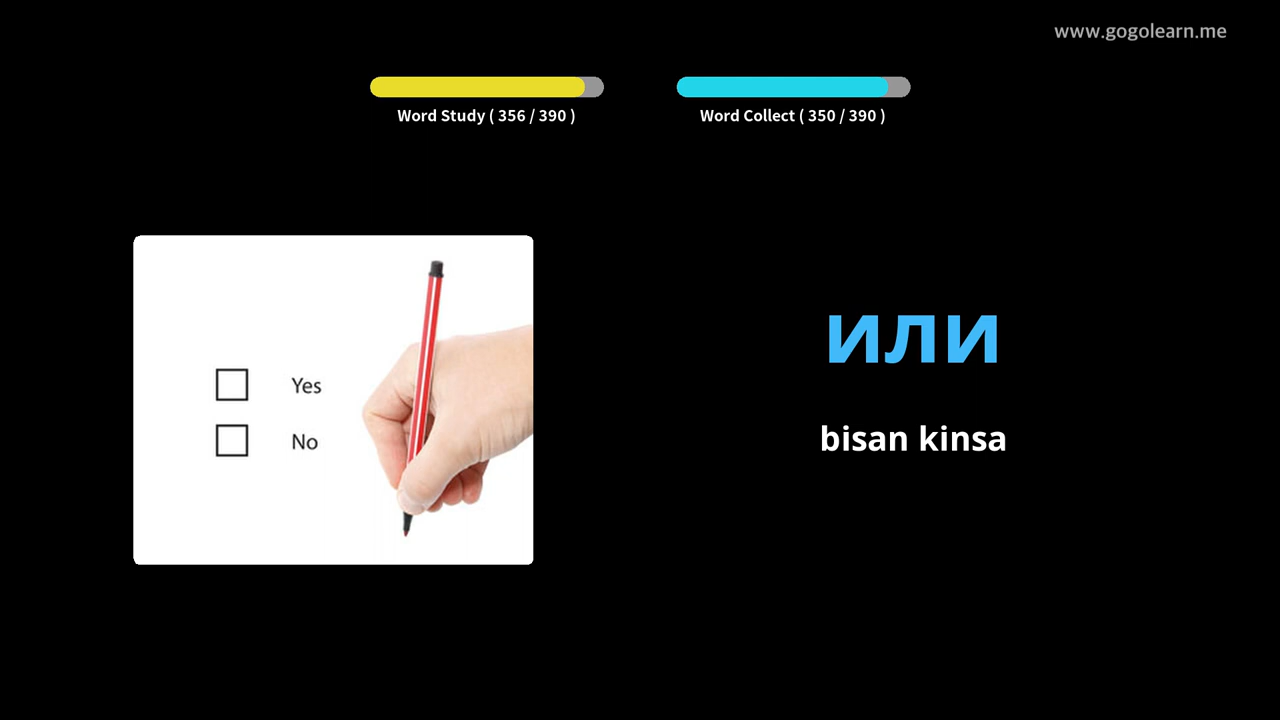 www.gogolearn.me
Word Study ( 356 / 390 )
Word Collect ( 350 / 390 )
Yes
No
или
bisan kinsa